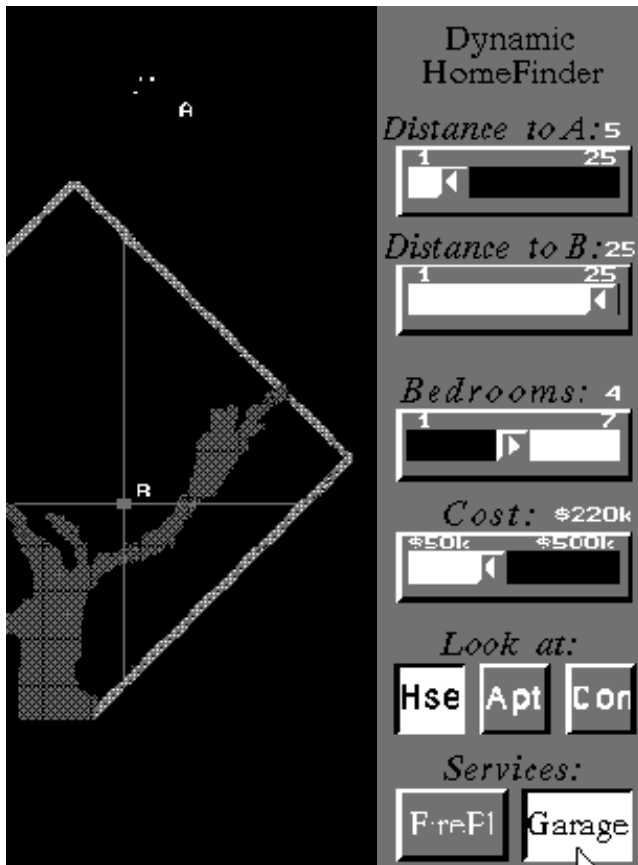 Dynamic
HomeFinder
A
Distance to A: 5
1 25
Distance to B: 25
1 25
Bedrooms: 4
1 7
B
Cost: $220k
$50k $500k
Look at:
Hse Apt Con
Services:
FirePl Garage